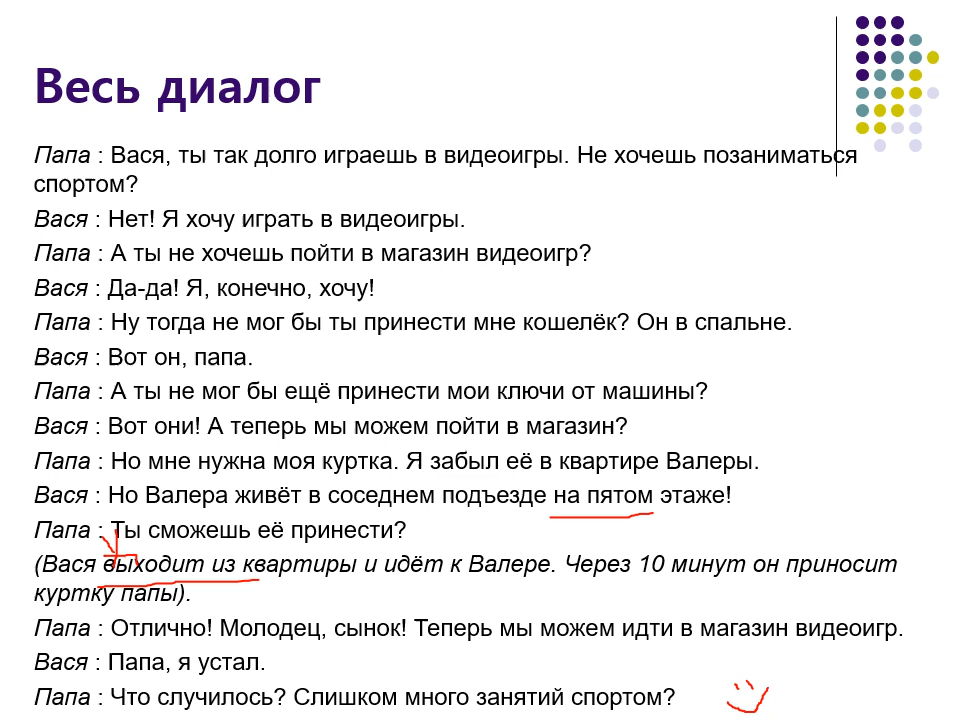 Весь диалог
Папа : Вася, ты так долго играешь в видеоигры. Не хочешь позаниматься
спортом?
Вася : Нет! Я хочу играть в видеоигры.
Папа : А ты не хочешь пойти в магазин видеоигр?
Вася : Да-да! Я, конечно, хочу!
Папа : Ну тогда не мог бы ты принести мне кошелёк? Он в спальне.
Вася : Вот он, папа.
Папа : А ты не мог бы ещё принести мои ключи от машины?
Вася : Вот они! А теперь мы можем пойти в магазин?
Папа : Но мне нужна моя куртка. Я забыл её в квартире Валеры.
Вася : Но Валера живёт в соседнем подъезде на пятом этаже!
Папа : Ты сможешь её принести?
(Вася выходит из квартиры и идёт к Валере. Через 10 минут он приносит
куртку папы).
Папа : Отлично! Молодец, сынок! Теперь мы можем идти в магазин видеоигр.
Вася : Папа, я устал.
Папа : Что случилось? Слишком много занятий спортом?